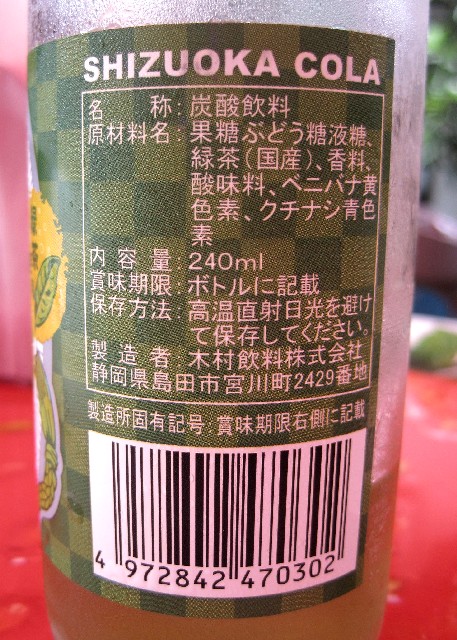 SHIZUOKA COLA
名称:炭酸飲料
原材料名:果糖ぶどう糖液糖、
緑茶(国産)、香料、
酸味料、ベニバナ黄
色素、クチナシ青色
素
内容量:240ml
賞味期限:ボトルに記載
保存方法:高温直射日光を避け
て保存してください。
製造者:木村飲料株式会社
静岡県島田市宮川町2429番地
製造所固有記号 賞味期限右側に記載
4 972842 470302